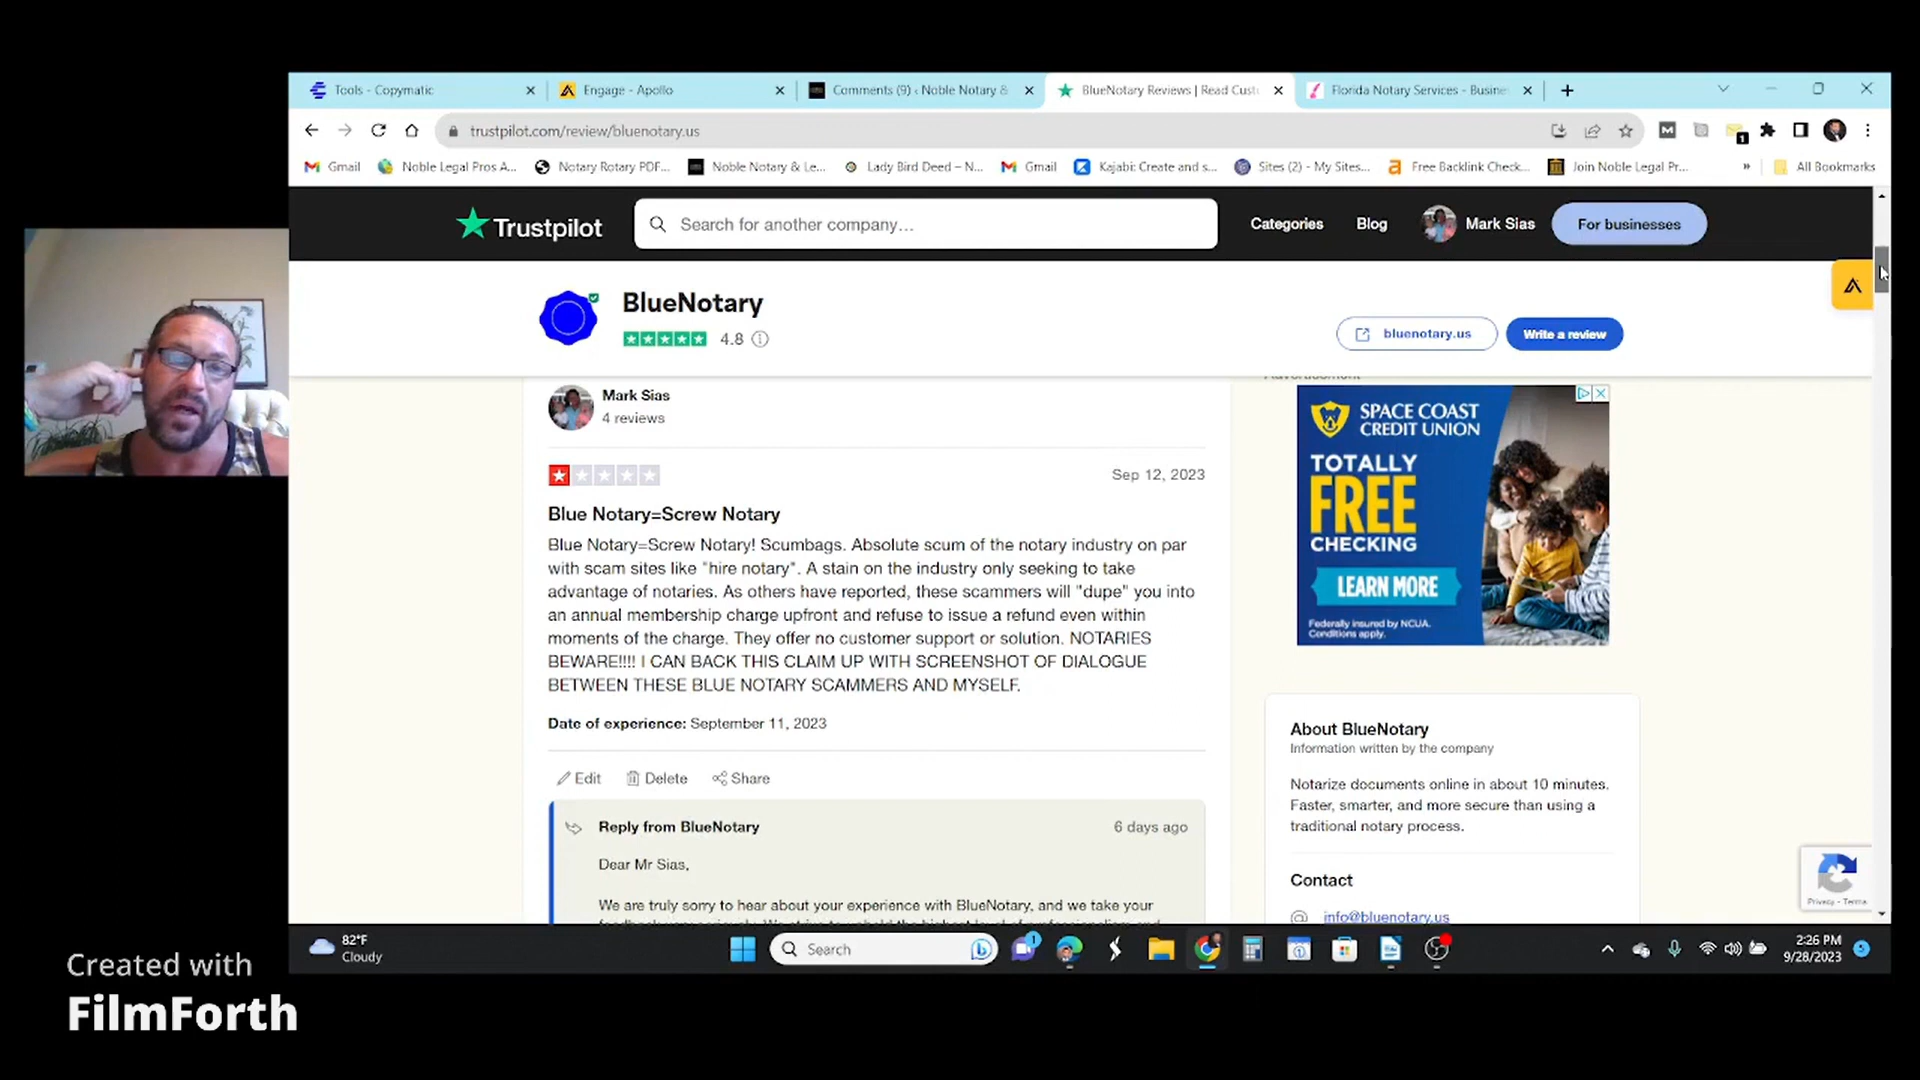 Tools - Copymatic
Engage - Apollo
Comments (9) ‹ Noble Notary &
BlueNotary Reviews | Read Custo
Florida Notary Services - Busine
trustpilot.com/review/bluenotary.us
Gmail
Noble Legal Pros A...
Notary Rotary PDF...
Noble Notary & Le...
Lady Bird Deed – N...
Gmail
Kajabi: Create and s...
Sites (2) - My Sites...
Free Backlink Check...
Join Noble Legal Pr...
»
All Bookmarks
Trustpilot
Search for another company...
Categories
Blog
Mark Sias
For businesses
BlueNotary
4.8
bluenotary.us
Write a review
Mark Sias
4 reviews
Sep 12, 2023
Blue Notary=Screw Notary
Blue Notary=Screw Notary! Scumbags. Absolute scum of the notary industry on par
with scam sites like "hire notary". A stain on the industry only seeking to take
advantage of notaries. As others have reported, these scammers will "dupe" you into
an annual membership charge upfront and refuse to issue a refund even within
moments of the charge. They offer no customer support or solution. NOTARIES
BEWARE!!!! I CAN BACK THIS CLAIM UP WITH SCREENSHOT OF DIALOGUE
BETWEEN THESE BLUE NOTARY SCAMMERS AND MYSELF.
Date of experience: September 11, 2023
Edit
Delete
Share
Reply from BlueNotary
6 days ago
Dear Mr Sias,
We are truly sorry to hear about your experience with BlueNotary, and we take your
SPACE COAST
CREDIT UNION
TOTALLY
FREE
CHECKING
LEARN MORE
Federally insured by NCUA.
Conditions apply.
About BlueNotary
Information written by the company
Notarize documents online in about 10 minutes.
Faster, smarter, and more secure than using a
traditional notary process.
Contact
info@bluenotary.us
Privacy - Terms
82°F
Cloudy
Search
2:26 PM
9/28/2023
Created with
FilmForth